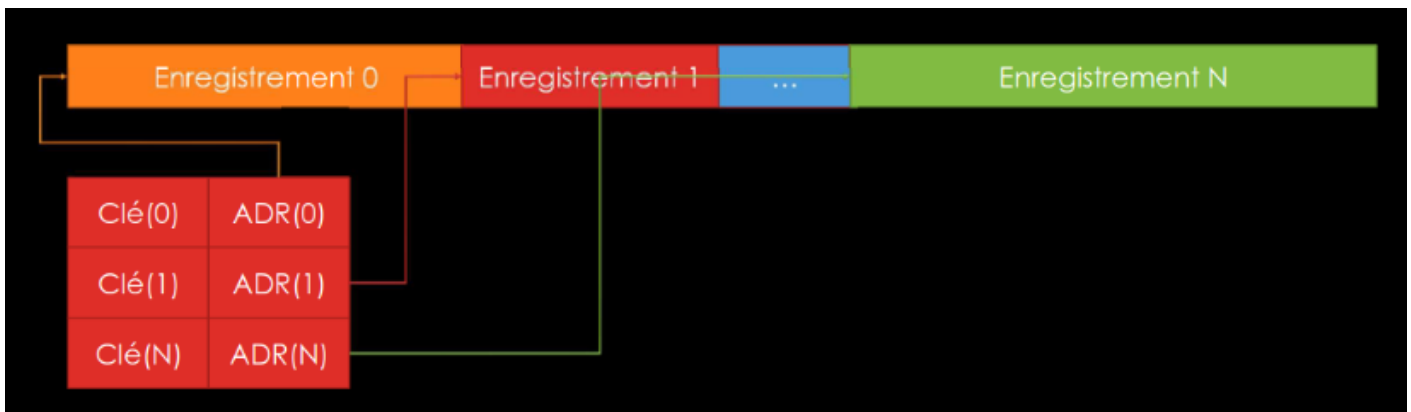 Enregistrement 0 Enregistrement 1 ... Enregistrement N
Clé(0) ADR(0)
Clé(1) ADR(1)
Clé(N) ADR(N)